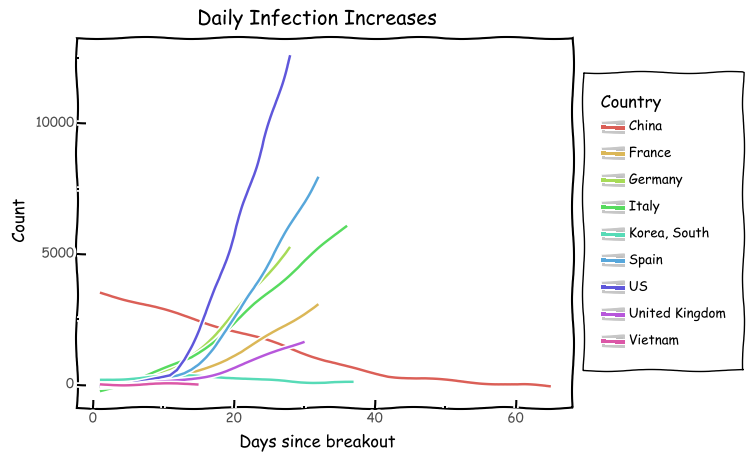 Daily Infection Increases
Count
10000
5000
0
0 20 40 60
Days since breakout
Country
China
France
Germany
Italy
Korea, South
Spain
US
United Kingdom
Vietnam